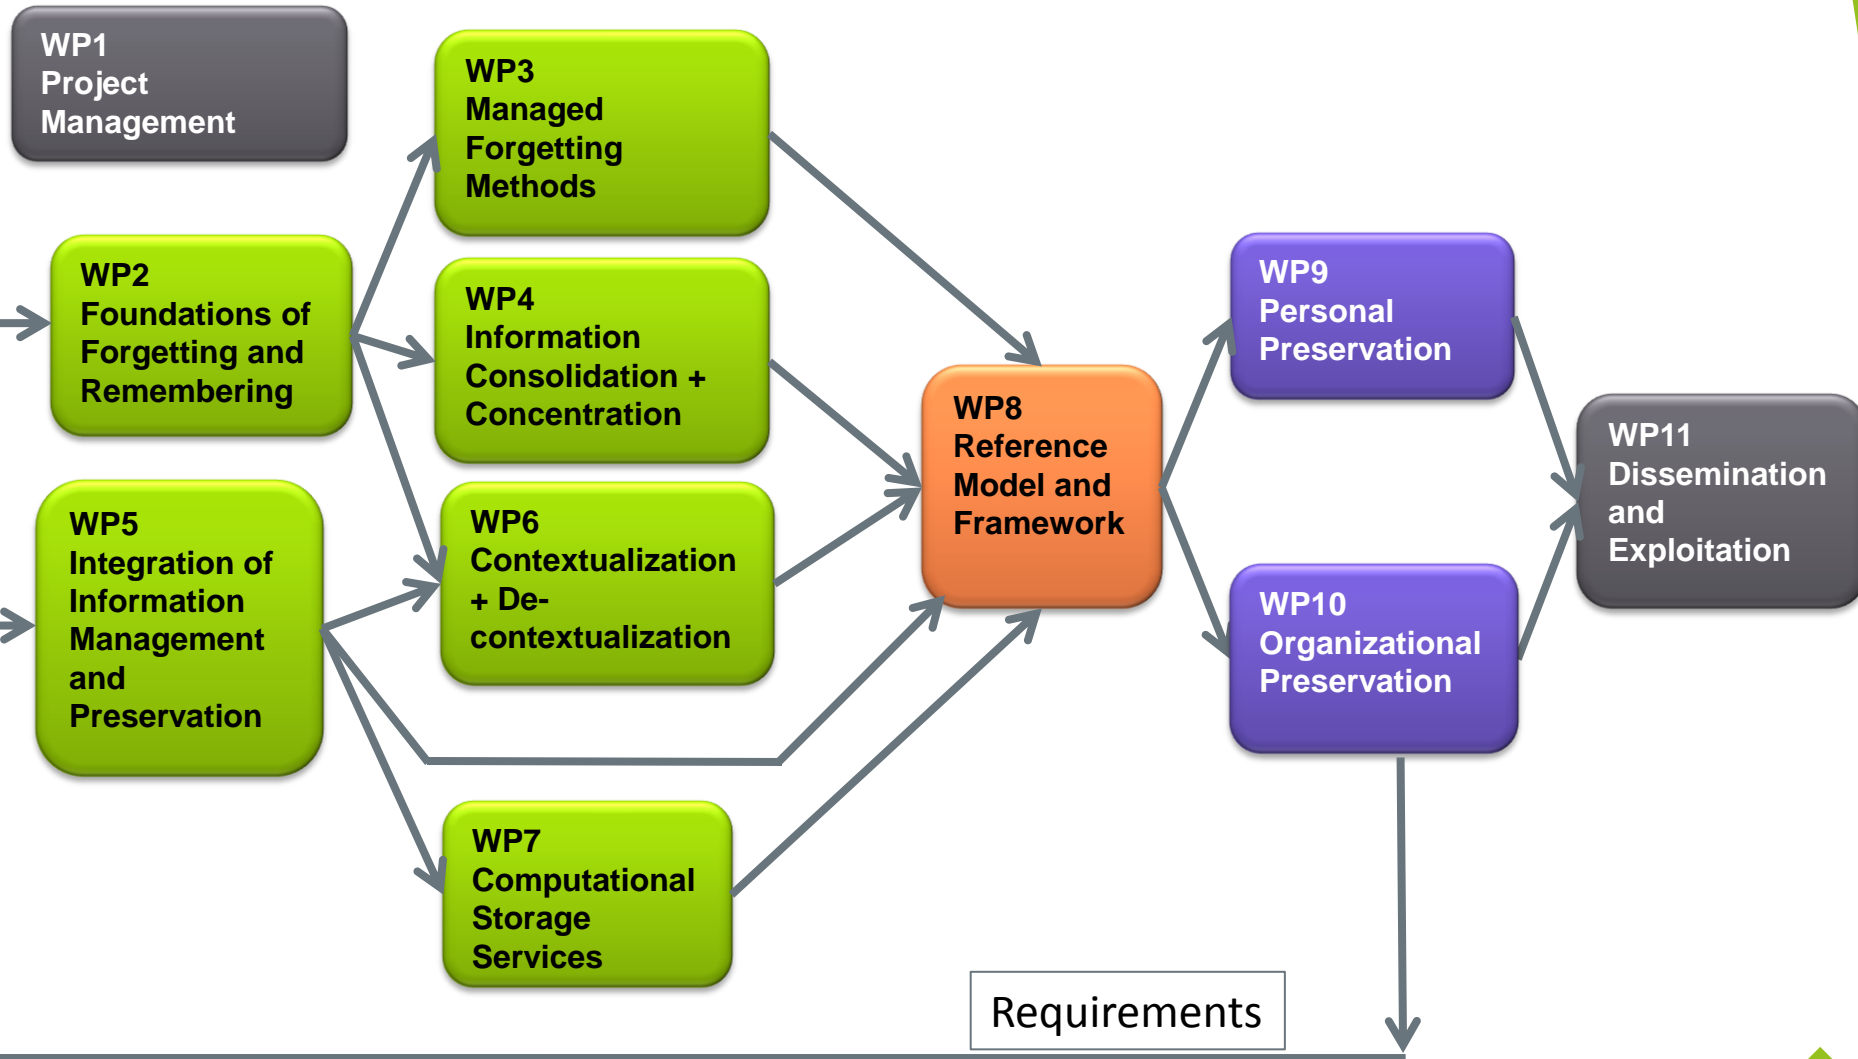 WP1
Project
Management
WP2
Foundations of
Forgetting and
Remembering
WP5
Integration of
Information
Management
and
Preservation
WP3
Managed
Forgetting
Methods
WP4
Information
Consolidation +
Concentration
WP6
Contextualization
+ De-
contextualization
WP7
Computational
Storage
Services
WP8
Reference
Model and
Framework
WP9
Personal
Preservation
WP10
Organizational
Preservation
WP11
Dissemination
and
Exploitation
Requirements